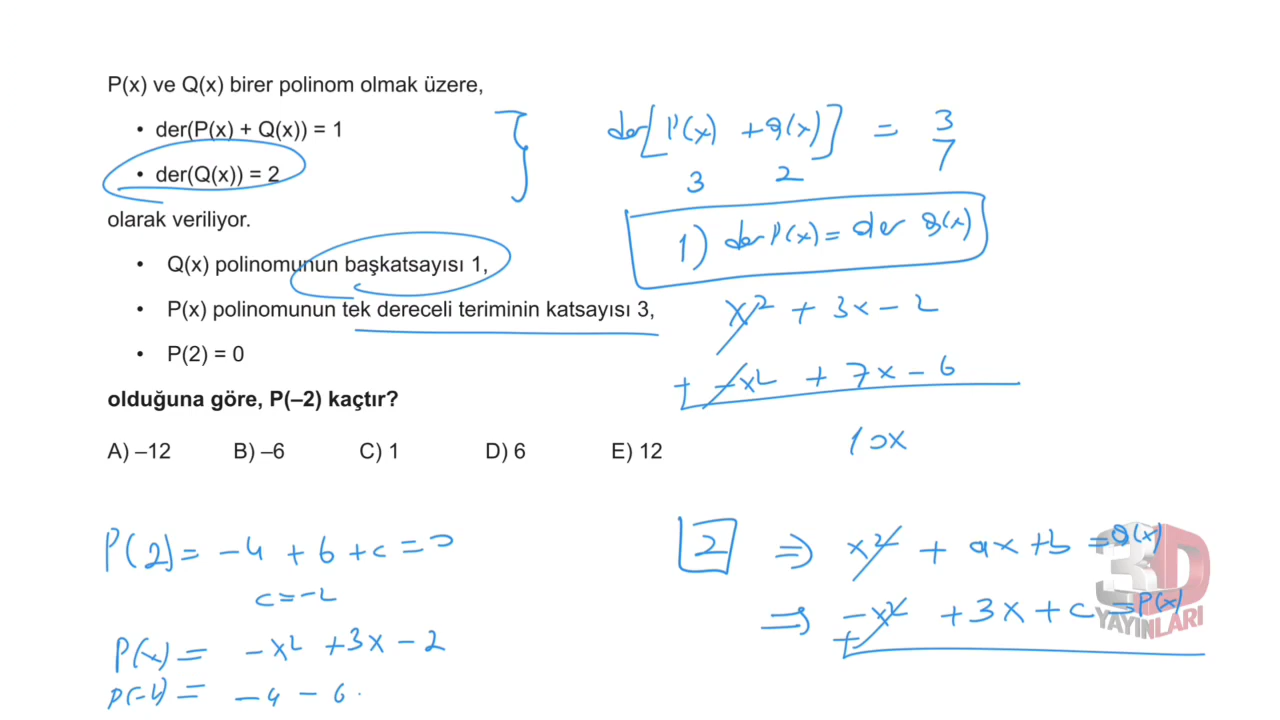 P(x) ve Q(x) birer polinom olmak üzere,
• der(P(x) + Q(x)) = 1
• der(Q(x)) = 2
olarak veriliyor.
• Q(x) polinomunun başkatsayısı 1,
• P(x) polinomunun tek dereceli teriminin katsayısı 3,
• P(2) = 0
olduğuna göre, P(–2) kaçtır?
A) –12 B) –6 C) 1 D) 6 E) 12
der[P(x) + Q(x)] = 3
7
3 2
1) der P(x) = der Q(x)
x² + 3x - 2
+ -x² + 7x - 6
10x
2 ⇒ x² + ax + b = Q(x)
⇒ -x² + 3x + c = P(x)
+
P(2) = -4 + 6 + c = 0
c = -2
P(x) = -x² + 3x - 2
= -4 - 6
3D
YAYINLARI